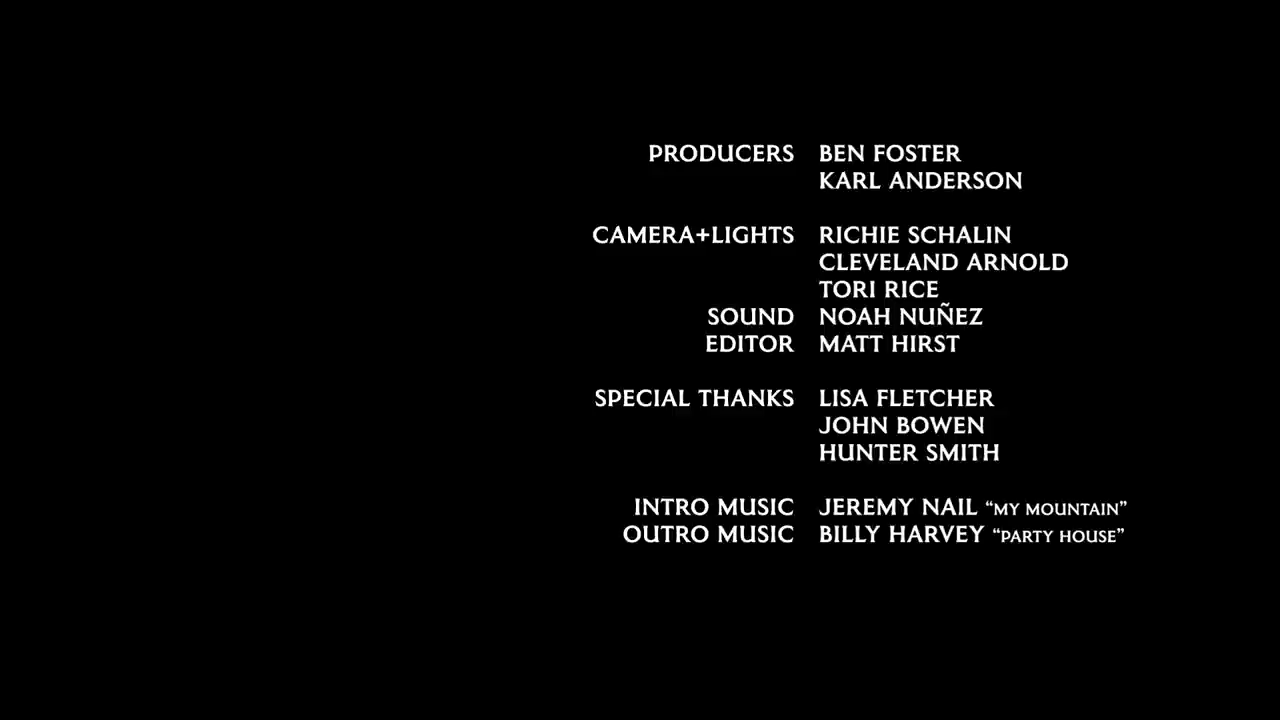 PRODUCERS BEN FOSTER
KARL ANDERSON
CAMERA+LIGHTS RICHIE SCHALIN
CLEVELAND ARNOLD
TORI RICE
SOUND NOAH NUÑEZ
EDITOR MATT HIRST
SPECIAL THANKS LISA FLETCHER
JOHN BOWEN
HUNTER SMITH
INTRO MUSIC JEREMY NAIL “MY MOUNTAIN”
OUTRO MUSIC BILLY HARVEY “PARTY HOUSE”